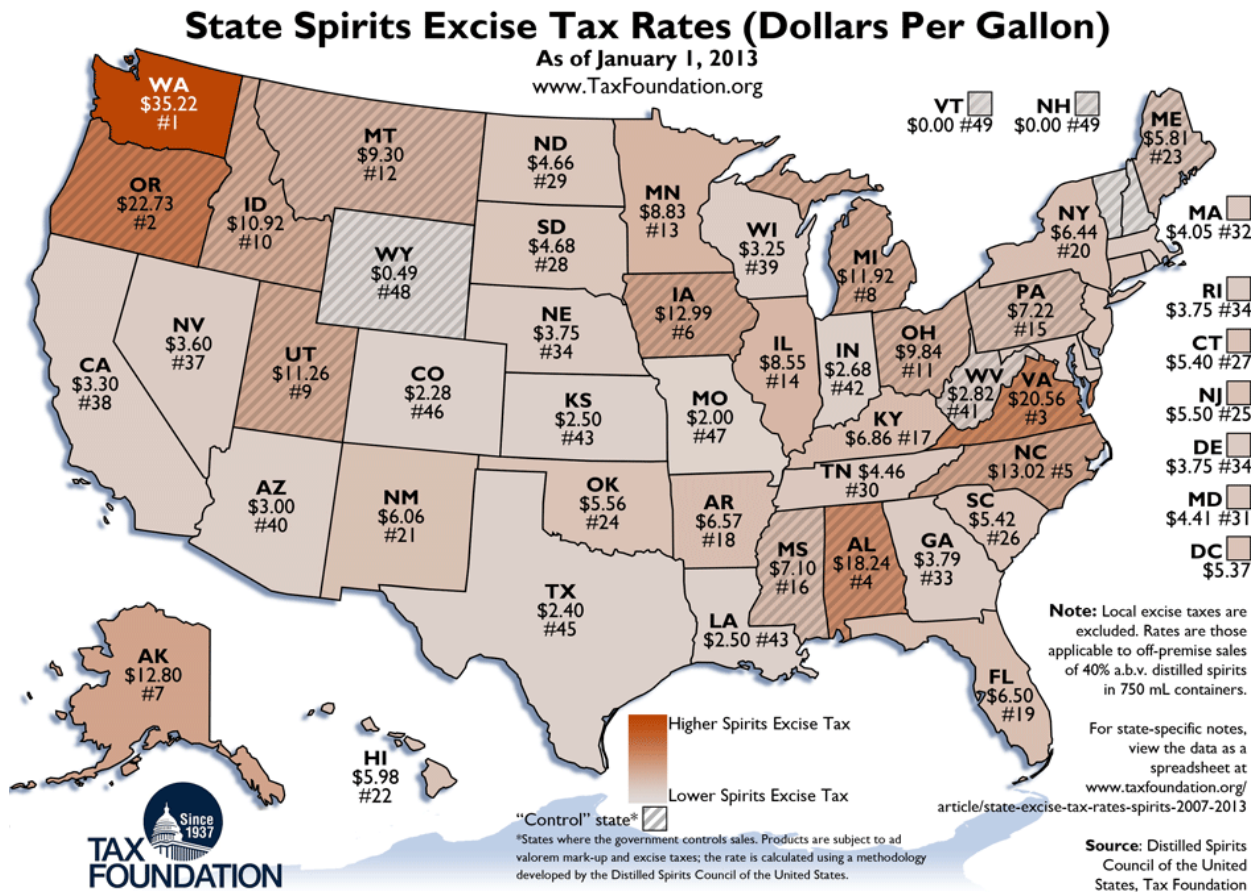 State Spirits Excise Tax Rates (Dollars Per Gallon)
As of January 1, 2013
www.TaxFoundation.org
WA
$35.22
#1
OR
$22.73
#2
ID
$10.92
#10
MT
$9.30
#12
WY
$0.49
#48
ND
$4.66
#29
SD
$4.68
#28
NE
$3.75
#34
MN
$8.83
#13
WI
$3.25
#39
IA
$12.99
#6
MI
$11.92
#8
VT
$0.00 #49
NH
$0.00 #49
ME
$5.81
#23
NY
$6.44
#20
PA
$7.22
#15
MA
$4.05 #32
RI
$3.75 #34
CT
$5.40 #27
NJ
$5.50 #25
DE
$3.75 #34
MD
$4.41 #31
DC
$5.37
CA
$3.30
#38
NV
$3.60
#37
UT
$11.26
#9
CO
$2.28
#46
KS
$2.50
#43
MO
$2.00
#47
IL
$8.55
#14
IN
$2.68
#42
OH
$9.84
#11
WV
$2.82
#41
VA
$20.56
#3
KY
$6.86 #17
NC
$13.02 #5
TN $4.46
#30
SC
$5.42
#26
AZ
$3.00
#40
NM
$6.06
#21
OK
$5.56
#24
AR
$6.57
#18
MS
$7.10
#16
AL
$18.24
#4
GA
$3.79
#33
TX
$2.40
#45
LA
$2.50 #43
FL
$6.50
#19
AK
$12.80
#7
HI
$5.98
#22
Note: Local excise taxes are
excluded. Rates are those
applicable to off-premise sales
of 40% a.b.v. distilled spirits
in 750 mL containers.
For state-specific notes,
view the data as a
spreadsheet at
www.taxfoundation.org/
article/state-excise-tax-rates-spirits-2007-2013
Source: Distilled Spirits
Council of the United
States, Tax Foundation
Higher Spirits Excise Tax
Lower Spirits Excise Tax
“Control” state*
*States where the government controls sales. Products are subject to ad
valorem mark-up and excise taxes; the rate is calculated using a methodology
developed by the Distilled Spirits Council of the United States.
Since
1937
TAX
FOUNDATION